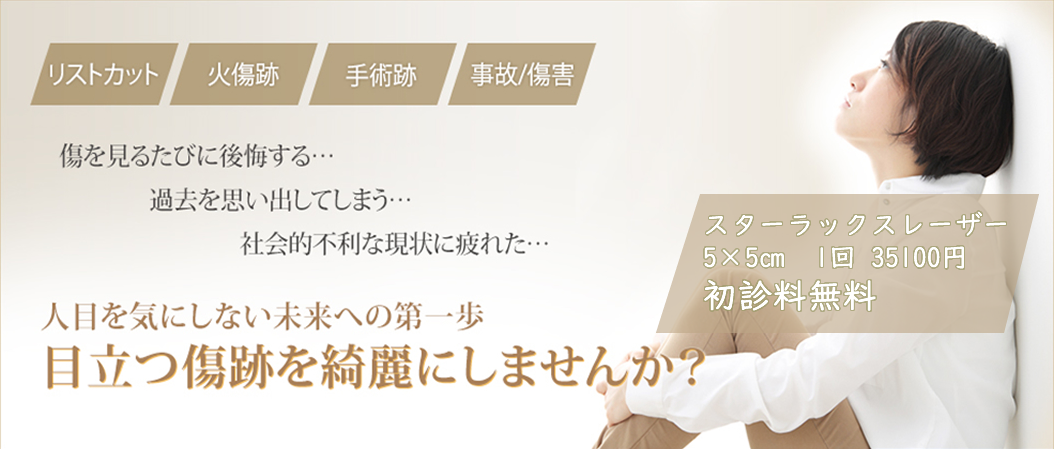 リストカット
火傷跡
手術跡
事故/傷害
傷を見るたびに後悔する…
過去を思い出してしまう…
社会的不利な現状に疲れた…
人目を気にしない未来への第一歩
目立つ傷跡を綺麗にしませんか？
スターラックスレーザー
5×5cm　1回 35100円
初診料無料